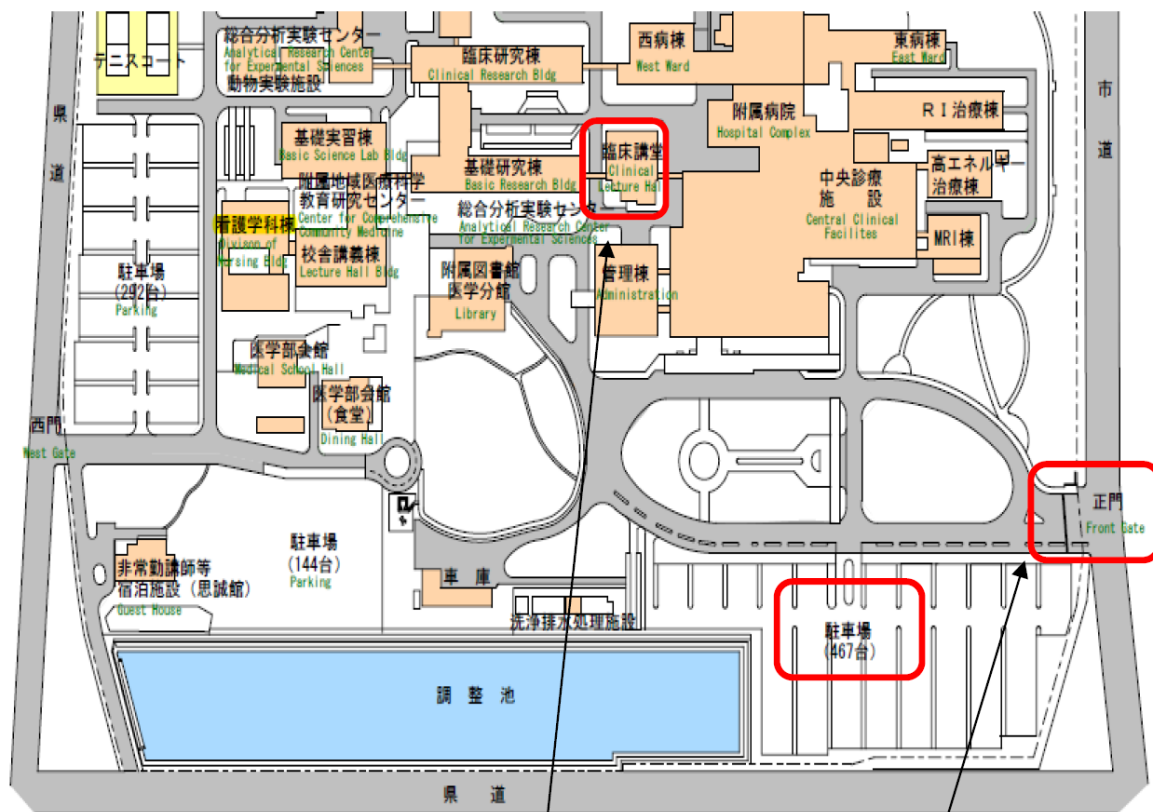 総合分析実験センター
Analytical Research Center
for Expermental Sciences
動物実験施設
テニスコート
臨床研究棟
Clinical Research Bldg
西病棟
West Ward
東病棟
East Ward
市道
県道
基礎実習棟
Basic Science Lab Bldg
附属病院
Hospital Complex
RI治療棟
臨床講堂
Clinical
Lecture Hall
基礎研究棟
Basic Research Bldg
高エネルギー
治療棟
中央診療
施設
Central Clinical
Facilites
附属地域医療科学
教育研究センター
Center for Comprehensive
Community Medicine
看護学科棟
Divison of
Nursing Bldg
総合分析実験センター
Analytical Research Center
for Expermental Sciences
MRI棟
校舎講義棟
Lecture Hall Bldg
駐車場
(292台)
Parking
附属図書館
医学分館
Library
管理棟
Administration
医学部会館
Medical School Hall
医学部会館
(食堂)
Dining Hall
西門
West Gate
正門
Front Gate
駐車場
(144台)
Parking
非常勤講師等
宿泊施設(思誠館)
Guest House
車庫
洗浄排水処理施設
駐車場
(467台)
調整池
県道